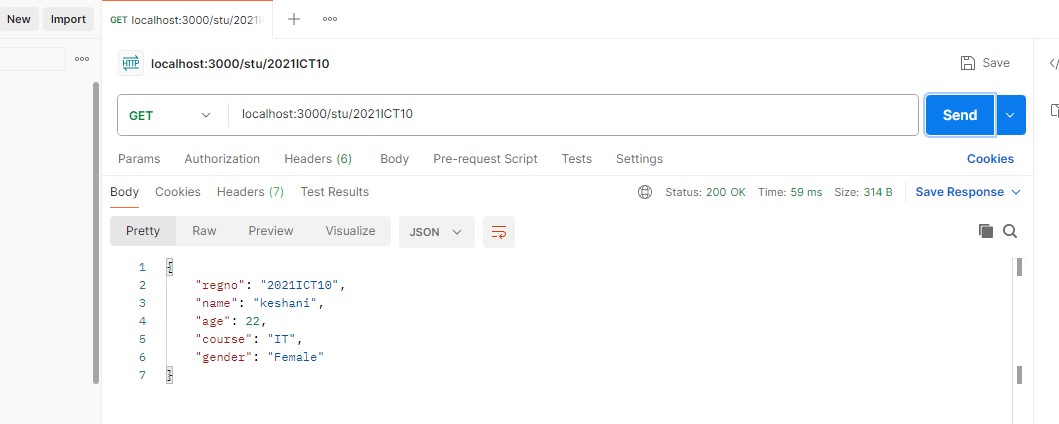 New Import
GET localhost:3000/stu/2021I
localhost:3000/stu/2021ICT10
Save
GET
localhost:3000/stu/2021ICT10
Send
Params Authorization Headers (6) Body Pre-request Script Tests Settings Cookies
Body Cookies Headers (7) Test Results Status: 200 OK Time: 59 ms Size: 314 B Save Response
Pretty Raw Preview Visualize JSON
1 {
2 "regno": "2021ICT10",
3 "name": "keshani",
4 "age": 22,
5 "course": "IT",
6 "gender": "Female"
7 }